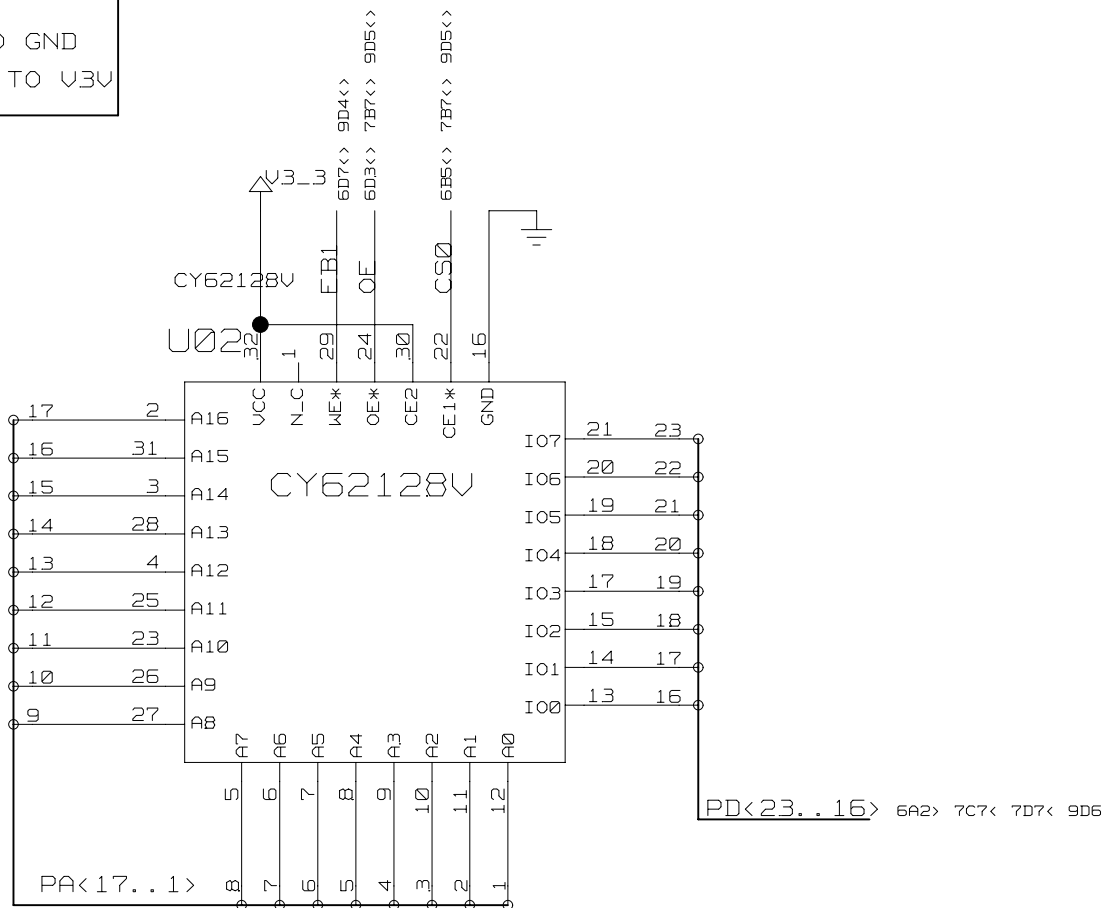 GND
TO V3V
6D7<> 9D4<>
6D3<> 7B7<> 9D5<>
6B5<> 7B7<> 9D5<>
V3_3
EB1
OE
CS0
CY62128V
U02
32
1
29
24
30
22
16
VCC
N_C
WE*
OE*
CE2
CE1*
GND
CY62128V
17 2 A16
16 31 A15
15 3 A14
14 28 A13
13 4 A12
12 25 A11
11 23 A10
10 26 A9
9 27 A8
IO7 21 23
IO6 20 22
IO5 19 21
IO4 18 20
IO3 17 19
IO2 15 18
IO1 14 17
IO0 13 16
A7
A6
A5
A4
A3
A2
A1
A0
5
6
7
8
9
10
11
12
PD<23..16> 6A2> 7C7< 7D7< 9D6
PA<17..1>
8
7
6
5
4
3
2
1